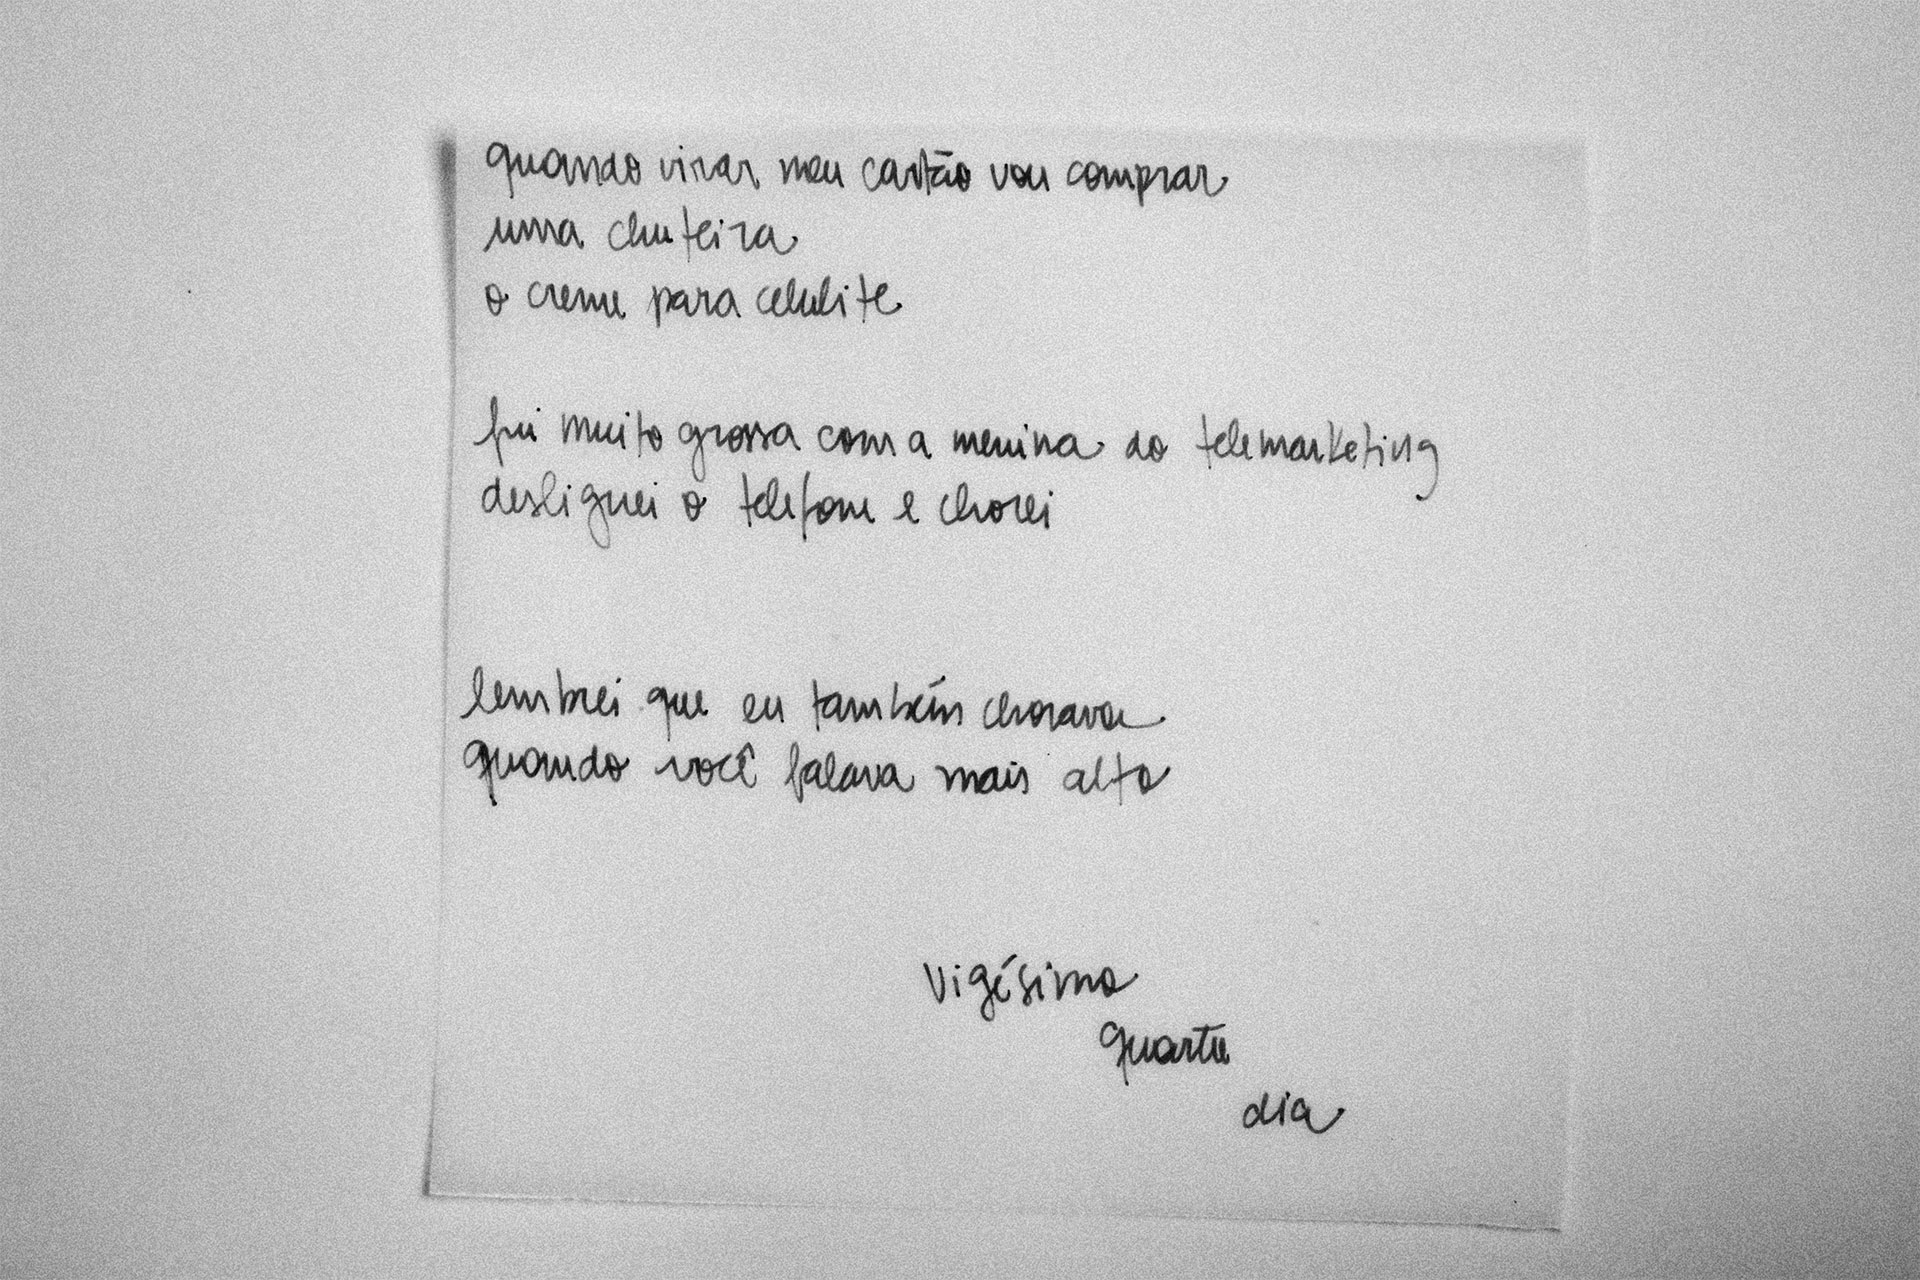 quando virar meu cartão vou comprar
uma chuteira
o creme para celulite
fui muito grossa com a menina do telemarketing
desliguei o telefone e chorei
lembrei que eu também chorava
quando você falava mais alto
Vigésimo
quarto
dia